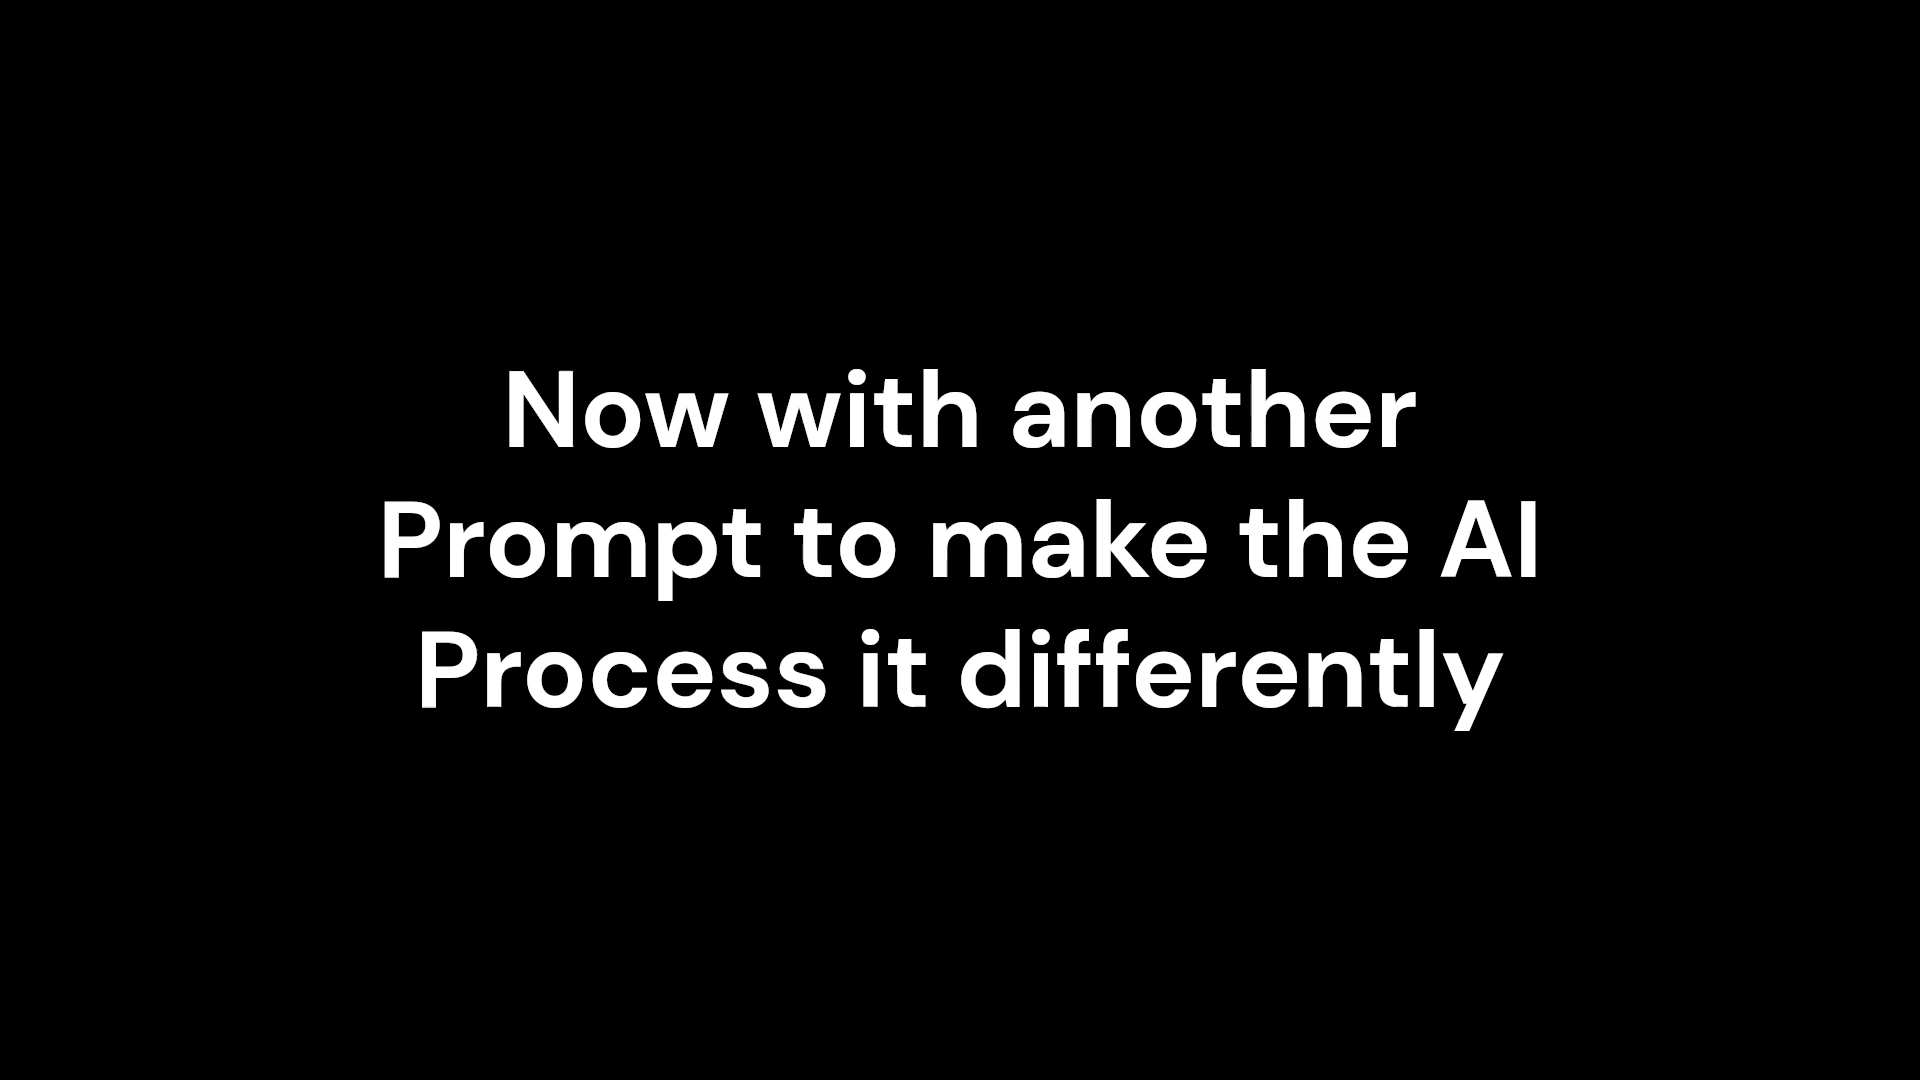 Now with another
Prompt to make the AI
Process it differently